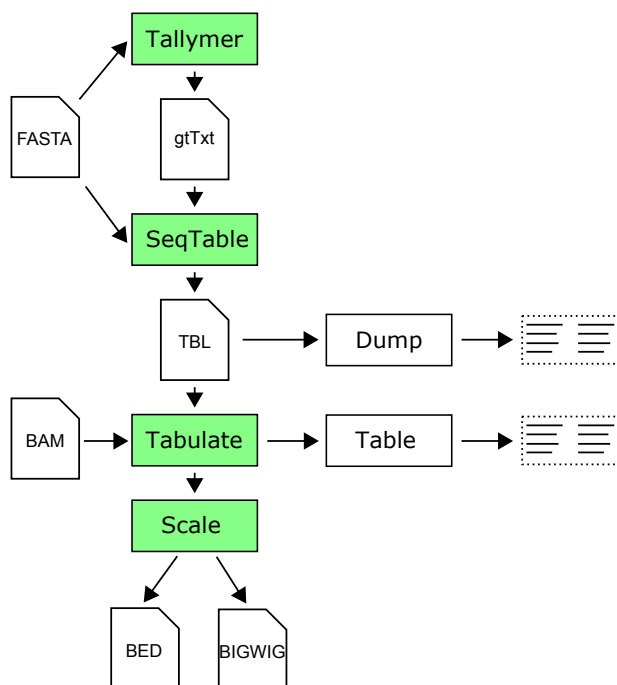 Tallymer
FASTA
gtTxt
SeqTable
TBL
Dump
BAM
Tabulate
Table
Scale
BED
BIGWIG